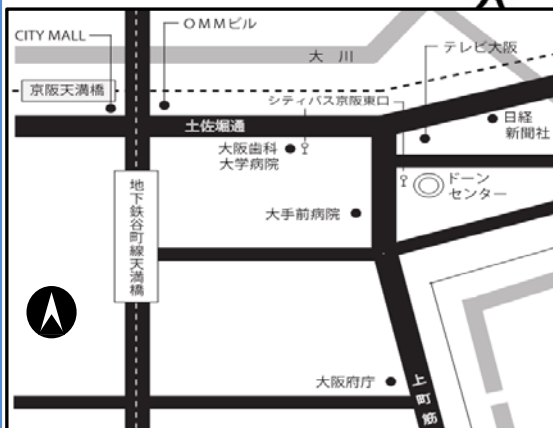 OMMビル
CITY MALL
大 川
テレビ大阪
京阪天満橋
シティバス京阪東口
日経
新聞社
土佐堀通
大阪歯科
大学病院
ドーン
センター
地下鉄谷町線天満橋
大手前病院
大阪府庁
上町筋